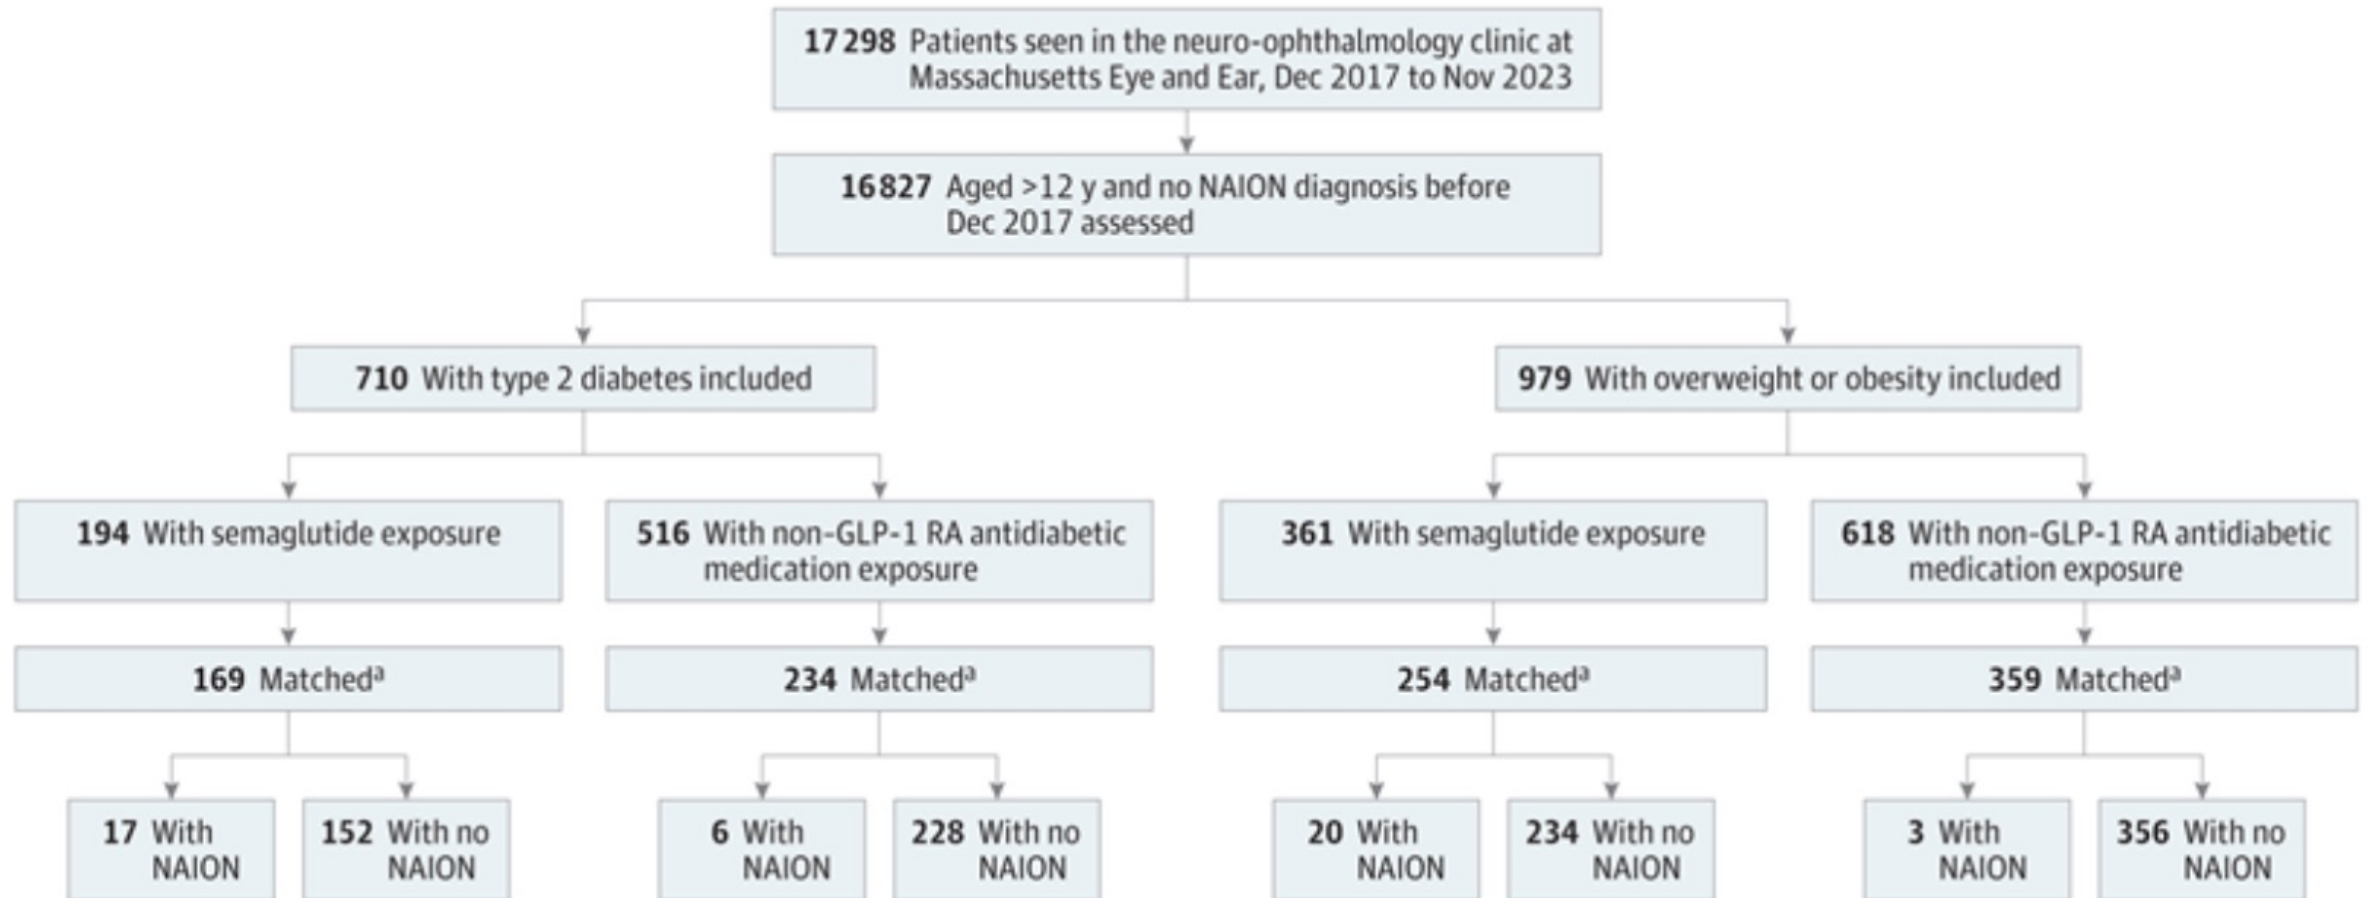 17 298 Patients seen in the neuro-ophthalmology clinic at
Massachusetts Eye and Ear, Dec 2017 to Nov 2023
16 827 Aged >12 y and no NAION diagnosis before
Dec 2017 assessed
710 With type 2 diabetes included
979 With overweight or obesity included
194 With semaglutide exposure
516 With non–GLP-1 RA antidiabetic
medication exposure
361 With semaglutide exposure
618 With non–GLP-1 RA antidiabetic
medication exposure
169 Matchedᵃ
234 Matchedᵃ
254 Matchedᵃ
359 Matchedᵃ
17 With
NAION
152 With no
NAION
6 With
NAION
228 With no
NAION
20 With
NAION
234 With no
NAION
3 With
NAION
356 With no
NAION